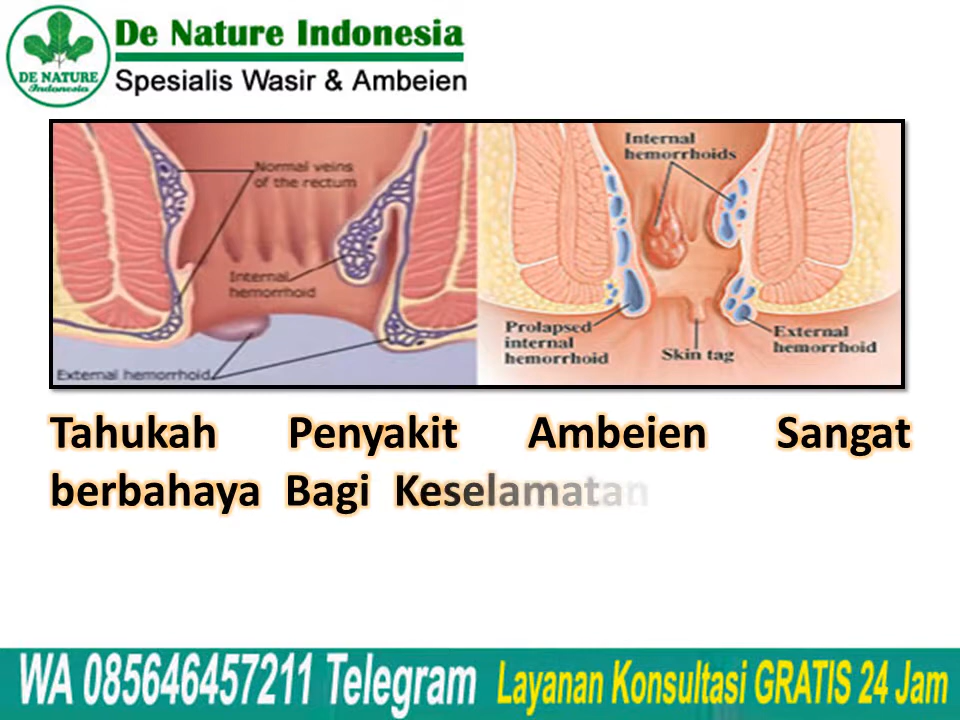 De Nature Indonesia
DE NATURE
Indonesia
Spesialis Wasir & Ambeien
Normal veins
of the rectum
Internal
hemorrhoid
External hemorrhoid
Internal
hemorrhoids
Prolapsed
internal
hemorrhoid
Skin tag
External
hemorrhoid
Tahukah Penyakit Ambeien Sangat
berbahaya Bagi Keselamatan
WA 085646457211 Telegram Layanan Konsultasi GRATIS 24 Jam